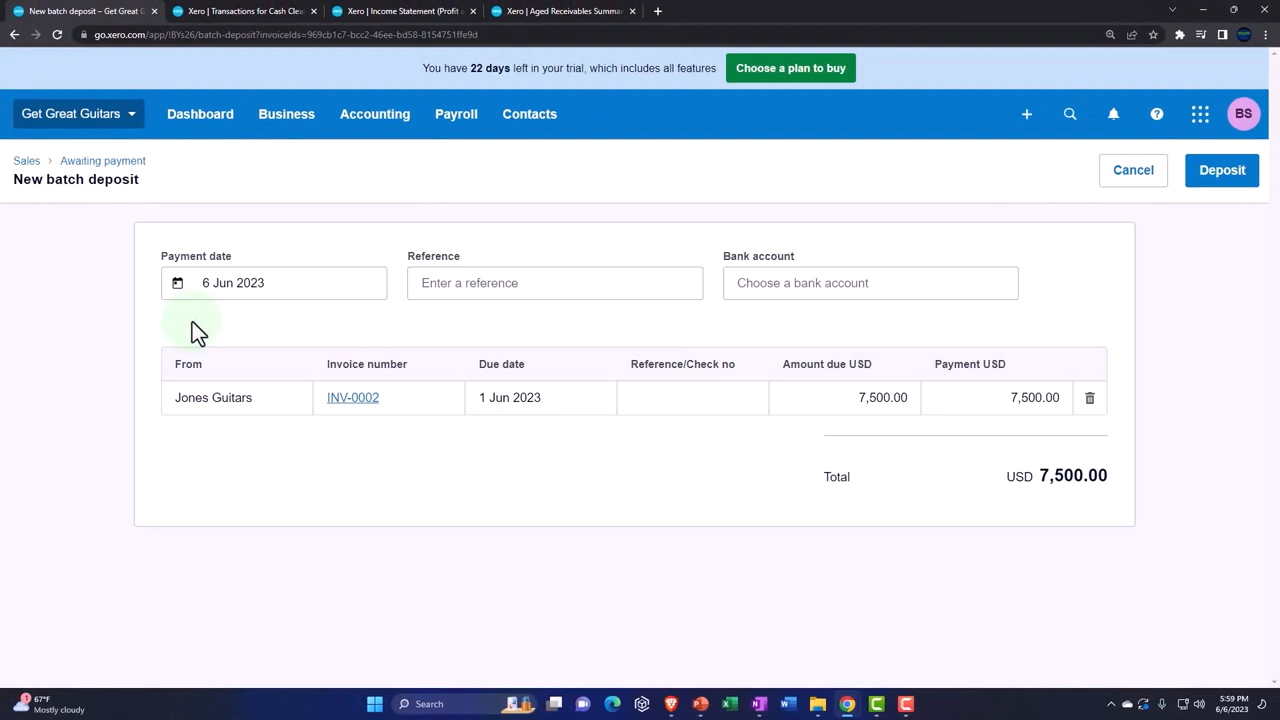 New batch deposit – Get Great G
Xero | Transactions for Cash Clea
Xero | Income Statement (Profit a
Xero | Aged Receivables Summar
go.xero.com/app/!BYs26/batch-deposit?invoiceIds=969cb1c7-bcc2-46ee-bd58-8154751ffe9d
You have 22 days left in your trial, which includes all features
Choose a plan to buy
Get Great Guitars
Dashboard
Business
Accounting
Payroll
Contacts
BS
Sales > Awaiting payment
New batch deposit
Cancel
Deposit
Payment date
Reference
Bank account
6 Jun 2023
Enter a reference
Choose a bank account
From Invoice number Due date Reference/Check no Amount due USD Payment USD
Jones Guitars INV-0002 1 Jun 2023 7,500.00 7,500.00
Total USD 7,500.00
67°F
Mostly cloudy
Search
5:59 PM
6/6/2023